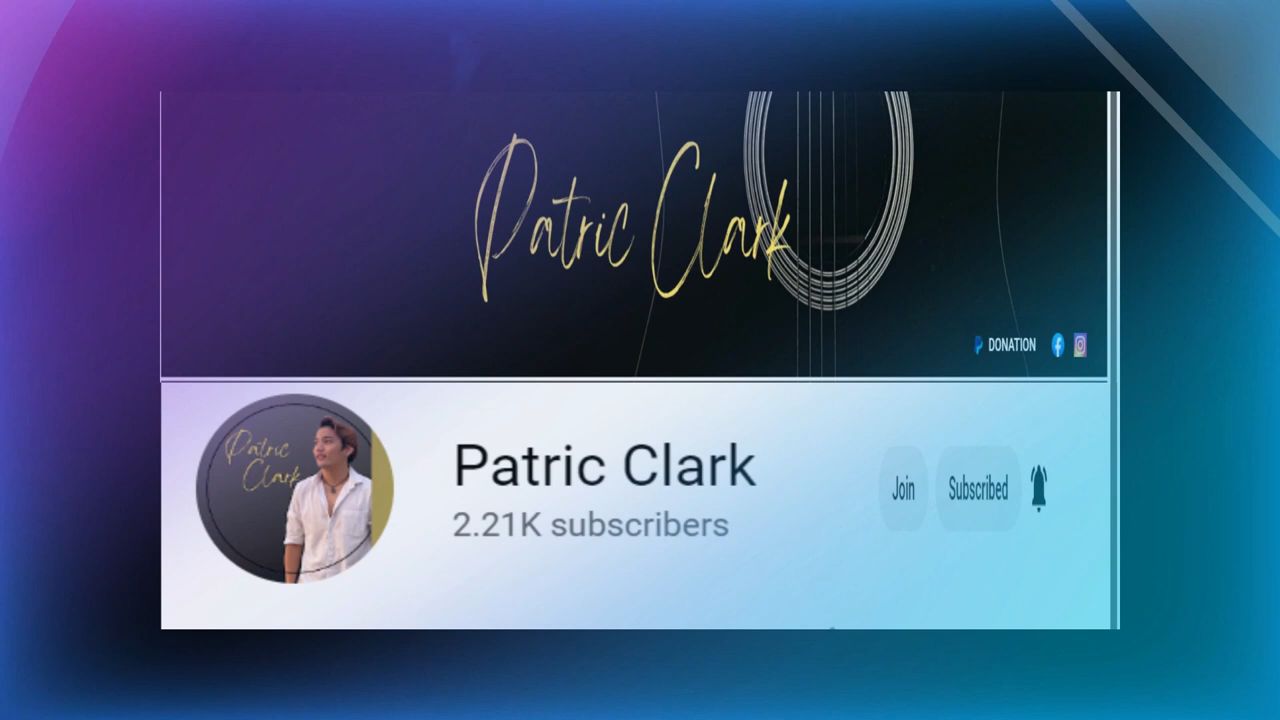 Patric Clark
DONATION
Patric
Clark
Patric Clark
2.21K subscribers
Join
Subscribed